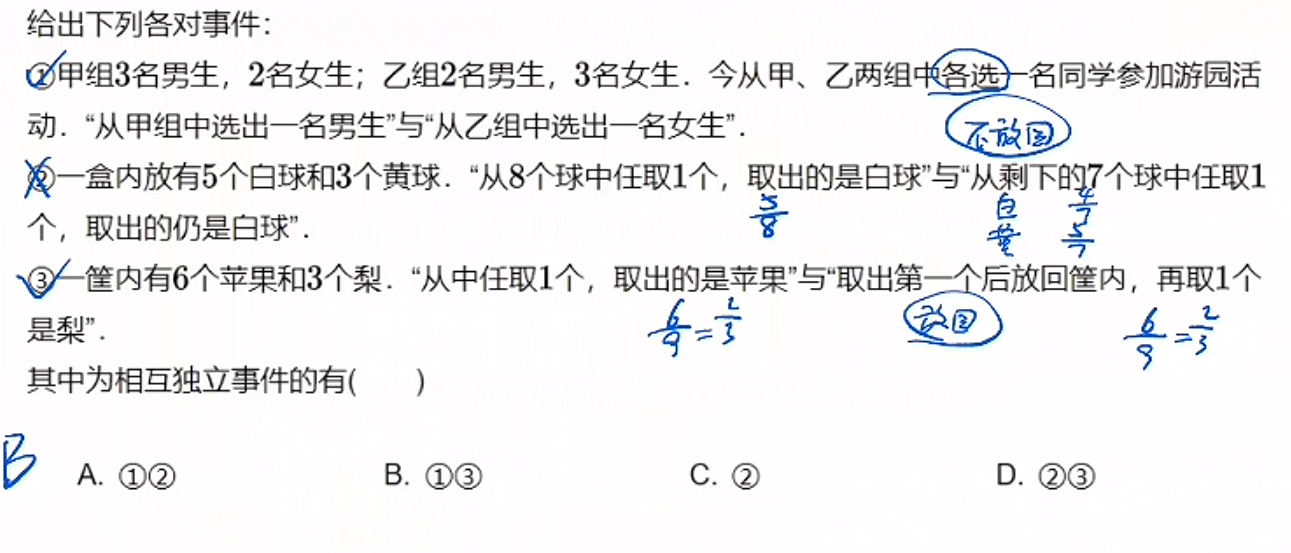 给出下列各对事件：
①甲组3名男生，2名女生；乙组2名男生，3名女生．今从甲、乙两组中各选一名同学参加游园活
动．“从甲组中选出一名男生”与“从乙组中选出一名女生”．
不放回
②一盒内放有5个白球和3个黄球．“从8个球中任取1个，取出的是白球”与“从剩下的7个球中任取1
个，取出的仍是白球”．
5/8 白 4/7
黄 5/7
③一筐内有6个苹果和3个梨．“从中任取1个，取出的是苹果”与“取出第一个后放回筐内，再取1个
是梨”．
6/9=2/3 放回 6/9=2/3
其中为相互独立事件的有( )
B
A. ①② B. ①③ C. ② D. ②③